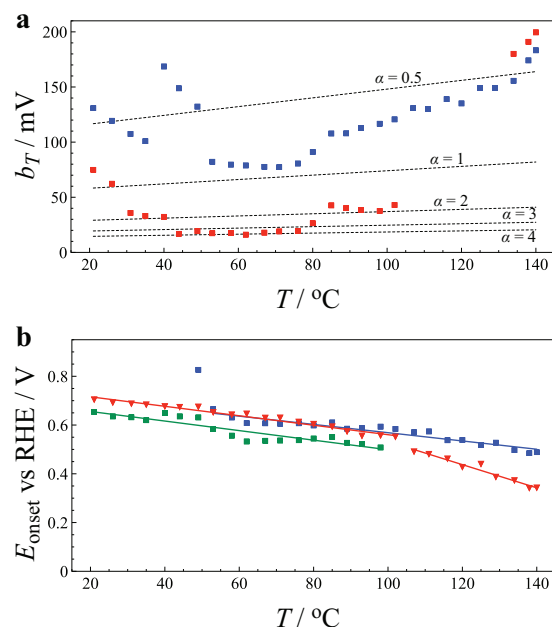 a
200
150
100
50
0
b_T / mV
α = 0.5
α = 1
α = 2
α = 3
α = 4
20 40 60 80 100 120 140
T / °C
b
0.8
0.6
0.4
0.2
0
E_onset vs RHE / V
20 40 60 80 100 120 140
T / °C